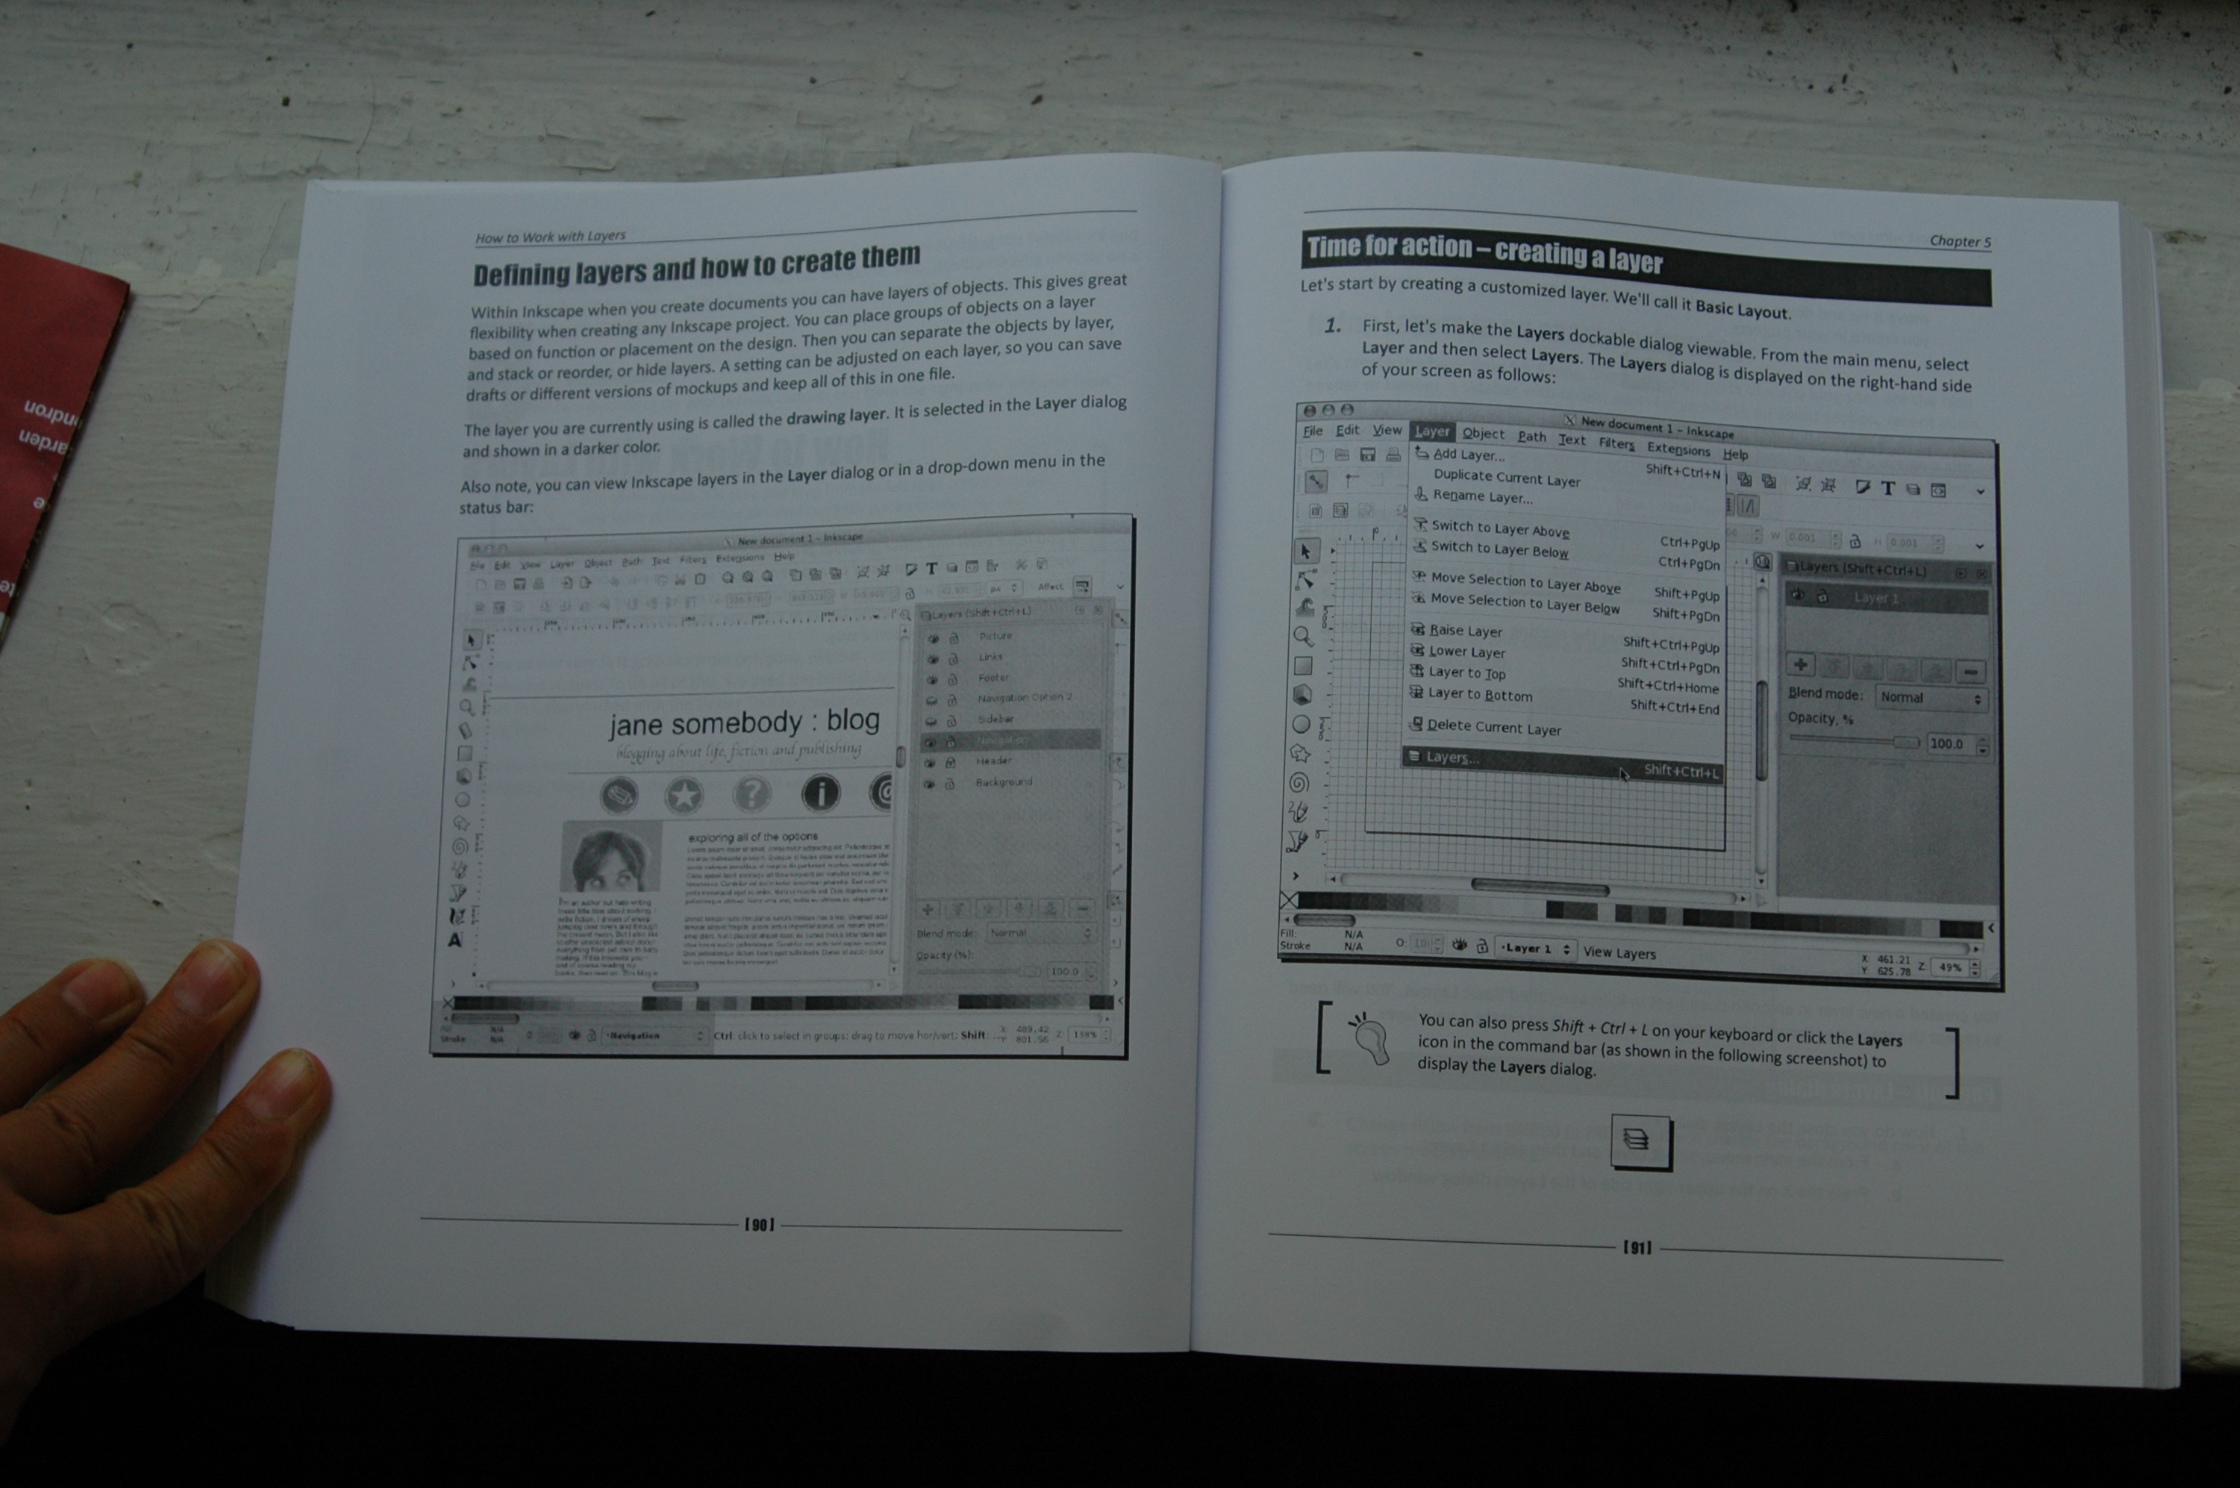 How to Work with Layers
Defining layers and how to create them
Within Inkscape when you create documents you can have layers of objects. This gives great
flexibility when creating any Inkscape project. You can place groups of objects on a layer
based on function or placement on the design. Then you can separate the objects by layer,
and stack or reorder, or hide layers. A setting can be adjusted on each layer, so you can save
drafts or different versions of mockups and keep all of this in one file.
The layer you are currently using is called the drawing layer. It is selected in the Layer dialog
and shown in a darker color.
Also note, you can view Inkscape layers in the Layer dialog or in a drop-down menu in the
status bar:
New document 1 - Inkscape
File Edit View Layer Object Path Text Filters Extensions Help
px Affect:
Layers (Shift+Ctrl+L)
Picture
Links
Footer
Navigation Option 2
Sidebar
Navigation
Header
Background
jane somebody : blog
blogging about life, fiction and publishing
exploring all of the options
Blend mode: Normal
Opacity (%):
100.0
N/A
Stroke N/A
•Navigation
Ctrl: click to select in groups; drag to move hor/vert; Shift:
X: 489.42
Y: 801.56
Z: 158%
[ 90 ]
Chapter 5
Time for action – creating a layer
Let's start by creating a customized layer. We'll call it Basic Layout.
1. First, let's make the Layers dockable dialog viewable. From the main menu, select
Layer and then select Layers. The Layers dialog is displayed on the right-hand side
of your screen as follows:
New document 1 - Inkscape
File Edit View Layer Object Path Text Filters Extensions Help
Add Layer... Shift+Ctrl+N
Duplicate Current Layer
Rename Layer...
Switch to Layer Above Ctrl+PgUp
Switch to Layer Below Ctrl+PgDn
Move Selection to Layer Above Shift+PgUp
Move Selection to Layer Below Shift+PgDn
Raise Layer Shift+Ctrl+PgUp
Lower Layer Shift+Ctrl+PgDn
Layer to Top Shift+Ctrl+Home
Layer to Bottom Shift+Ctrl+End
Delete Current Layer
Layers... Shift+Ctrl+L
W 0.001 H 0.001
Layers (Shift+Ctrl+L)
Layer 1
Blend mode: Normal
Opacity, %
100.0
Fill: N/A
Stroke N/A
O:
•Layer 1
View Layers
X: 461.21
Y: 625.78
Z: 49%
You can also press Shift + Ctrl + L on your keyboard or click the Layers
icon in the command bar (as shown in the following screenshot) to
display the Layers dialog.
[ 91 ]